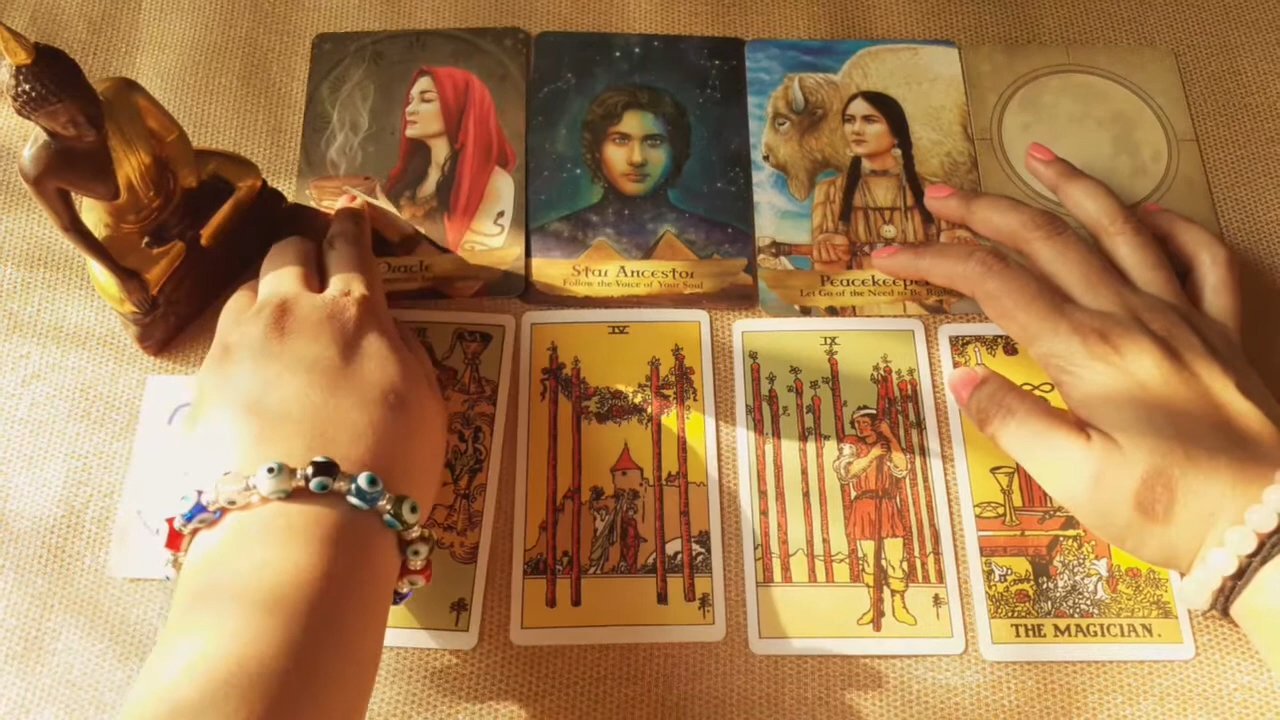 Oracle
Star Ancestor
Follow the Voice of Your Soul
Peacekeeper
Let Go of the Need to Be Right
IV
IX
THE MAGICIAN.